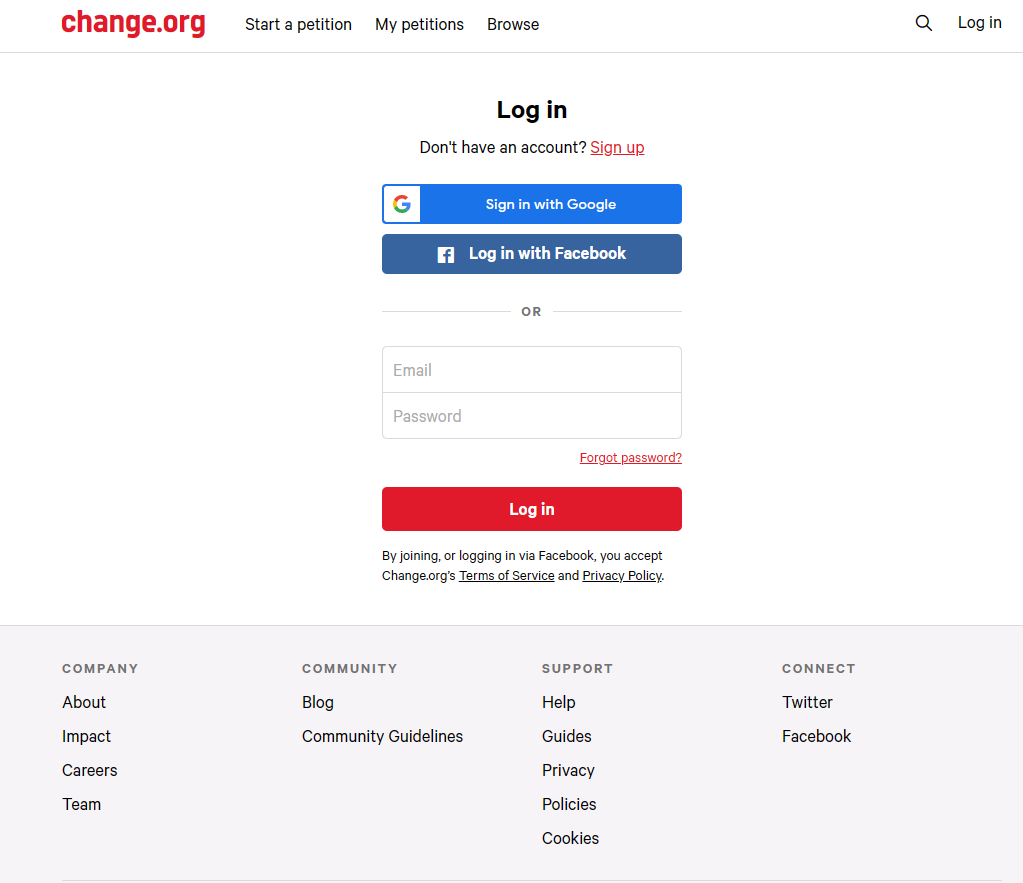 change.org
Start a petition My petitions Browse
Log in
Log in
Don't have an account? Sign up
Sign in with Google
Log in with Facebook
OR
Email
Password
Forgot password?
Log in
By joining, or logging in via Facebook, you accept
Change.org's Terms of Service and Privacy Policy.
COMPANY
About
Impact
Careers
Team
COMMUNITY
Blog
Community Guidelines
SUPPORT
Help
Guides
Privacy
Policies
Cookies
CONNECT
Twitter
Facebook